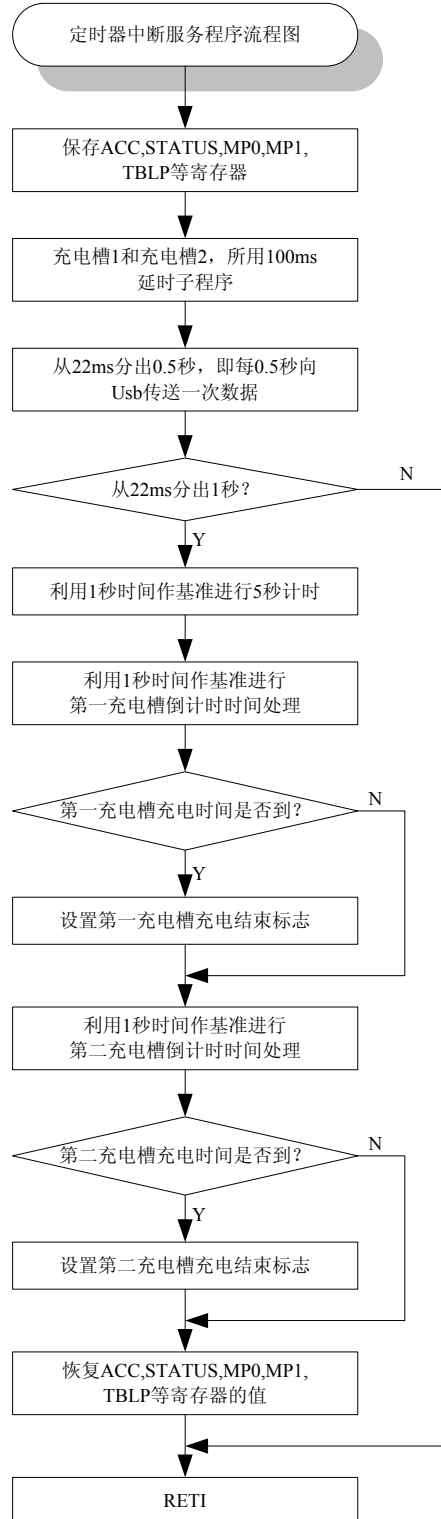 定时器中断服务程序流程图
保存ACC,STATUS,MP0,MP1,
TBLP等寄存器
充电槽1和充电槽2，所用100ms
延时子程序
从22ms分出0.5秒，即每0.5秒向
Usb传送一次数据
从22ms分出1秒？
N
Y
利用1秒时间作基准进行5秒计时
利用1秒时间作基准进行
第一充电槽倒计时时间处理
第一充电槽充电时间是否到？
N
Y
设置第一充电槽充电结束标志
利用1秒时间作基准进行
第二充电槽倒计时时间处理
第二充电槽充电时间是否到？
N
Y
设置第二充电槽充电结束标志
恢复ACC,STATUS,MP0,MP1,
TBLP等寄存器的值
RETI